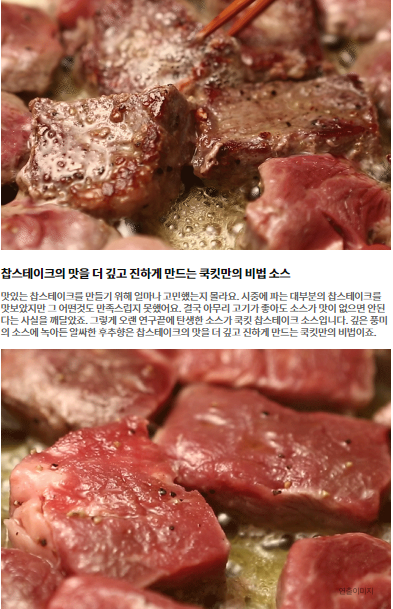 찹스테이크의 맛을 더 깊고 진하게 만드는 쿡킷만의 비법 소스
맛있는 찹스테이크를 만들기 위해 얼마나 고민했는지 몰라요. 시중에 파는 대부분의 찹스테이크를
맛보았지만 그 어떤것도 만족스럽지 못했어요. 결국 아무리 고기가 좋아도 소스가 맛이 없으면 안된
다는 사실을 깨달았죠. 그렇게 오랜 연구끝에 탄생한 소스가 쿡킷 찹스테이크 소스입니다. 깊은 풍미
의 소스에 녹아든 알싸한 후추향은 찹스테이크의 맛을 더 깊고 진하게 만드는 쿡킷만의 비법이죠.
연출이미지